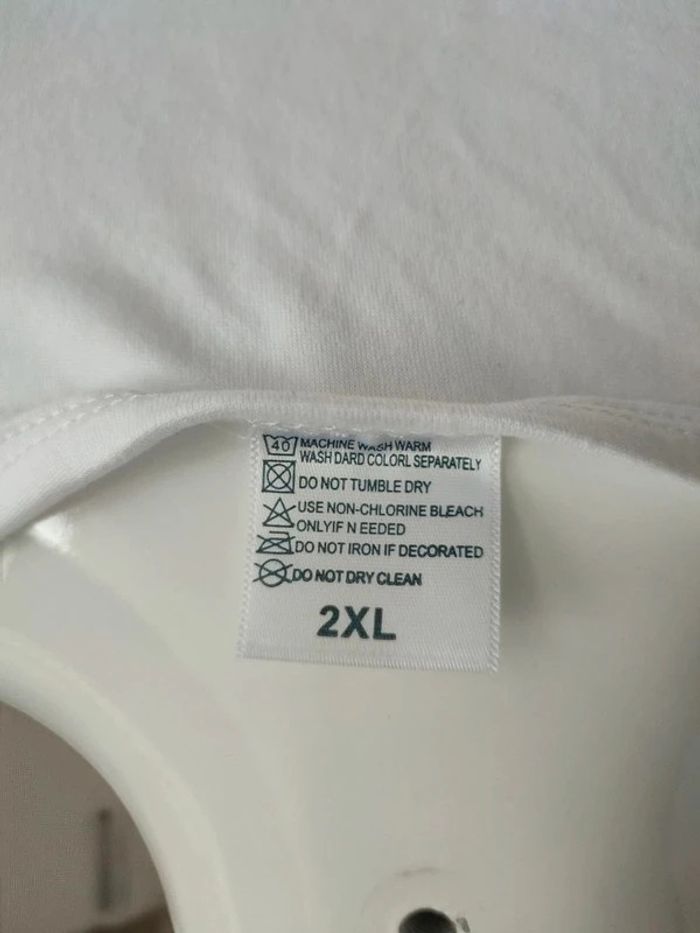 40 MACHINE WASH WARM
WASH DARD COLORL SEPARATELY
DO NOT TUMBLE DRY
USE NON-CHLORINE BLEACH
ONLYIF N EEDED
DO NOT IRON IF DECORATED
DO NOT DRY CLEAN
2XL